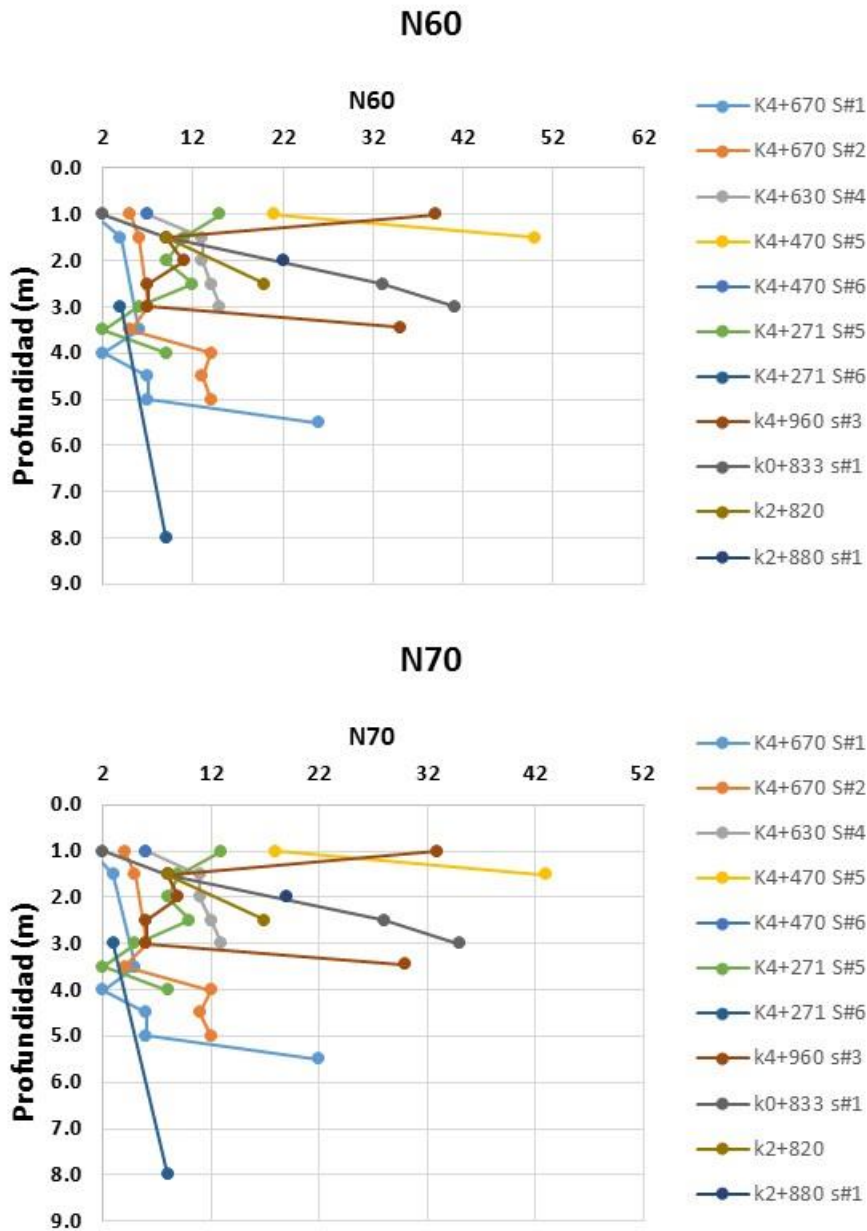 N60
N60
2 12 22 32 42 52 62
0.0
1.0
2.0
3.0
4.0
5.0
6.0
7.0
8.0
9.0
Profundidad (m)
K4+670 S#1
K4+670 S#2
K4+630 S#4
K4+470 S#5
K4+470 S#6
K4+271 S#5
K4+271 S#6
k4+960 s#3
k0+833 s#1
k2+820
k2+880 s#1
N70
N70
2 12 22 32 42 52
0.0
1.0
2.0
3.0
4.0
5.0
6.0
7.0
8.0
9.0
Profundidad (m)
K4+670 S#1
K4+670 S#2
K4+630 S#4
K4+470 S#5
K4+470 S#6
K4+271 S#5
K4+271 S#6
k4+960 s#3
k0+833 s#1
k2+820
k2+880 s#1